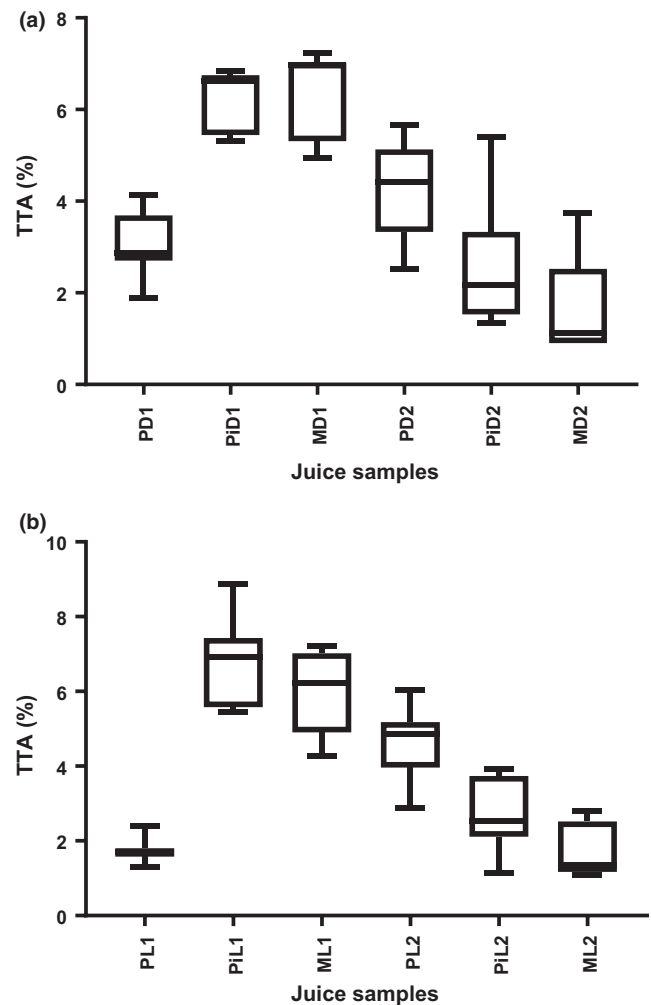 (a)
8
6
4
2
0
TTA (%)
PD1
PiD1
MD1
PD2
PiD2
MD2
Juice samples
(b)
10
8
6
4
2
0
TTA (%)
PL1
PiL1
ML1
PL2
PiL2
ML2
Juice samples